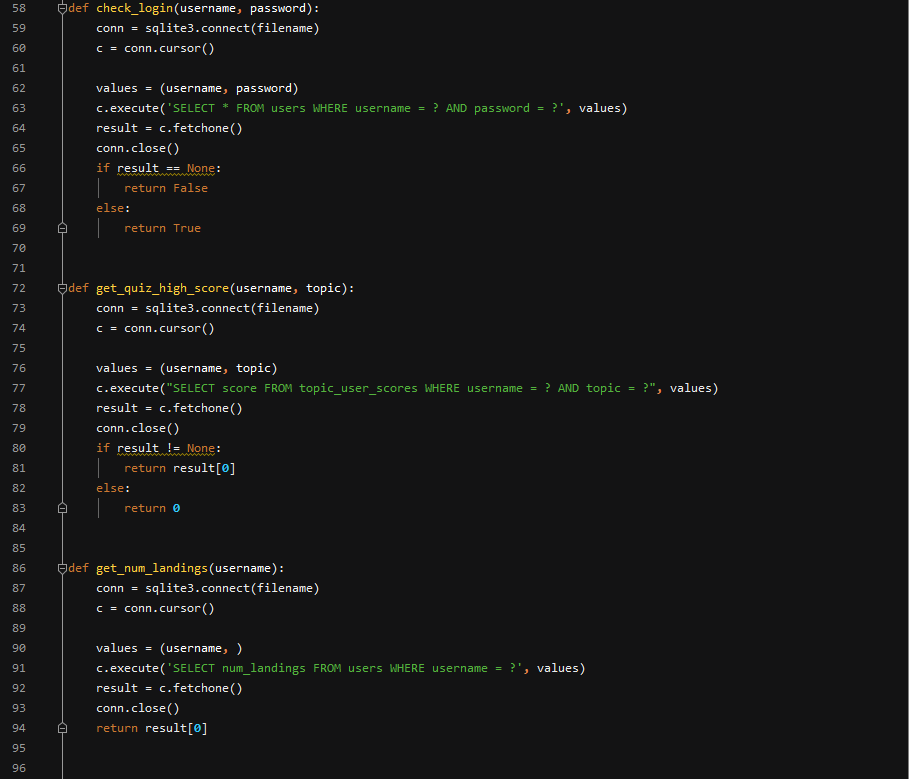 58 def check_login(username, password):
59 conn = sqlite3.connect(filename)
60 c = conn.cursor()
61
62 values = (username, password)
63 c.execute('SELECT * FROM users WHERE username = ? AND password = ?', values)
64 result = c.fetchone()
65 conn.close()
66 if result == None:
67 return False
68 else:
69 return True
70
71
72 def get_quiz_high_score(username, topic):
73 conn = sqlite3.connect(filename)
74 c = conn.cursor()
75
76 values = (username, topic)
77 c.execute("SELECT score FROM topic_user_scores WHERE username = ? AND topic = ?", values)
78 result = c.fetchone()
79 conn.close()
80 if result != None:
81 return result[0]
82 else:
83 return 0
84
85
86 def get_num_landings(username):
87 conn = sqlite3.connect(filename)
88 c = conn.cursor()
89
90 values = (username, )
91 c.execute('SELECT num_landings FROM users WHERE username = ?', values)
92 result = c.fetchone()
93 conn.close()
94 return result[0]
95
96